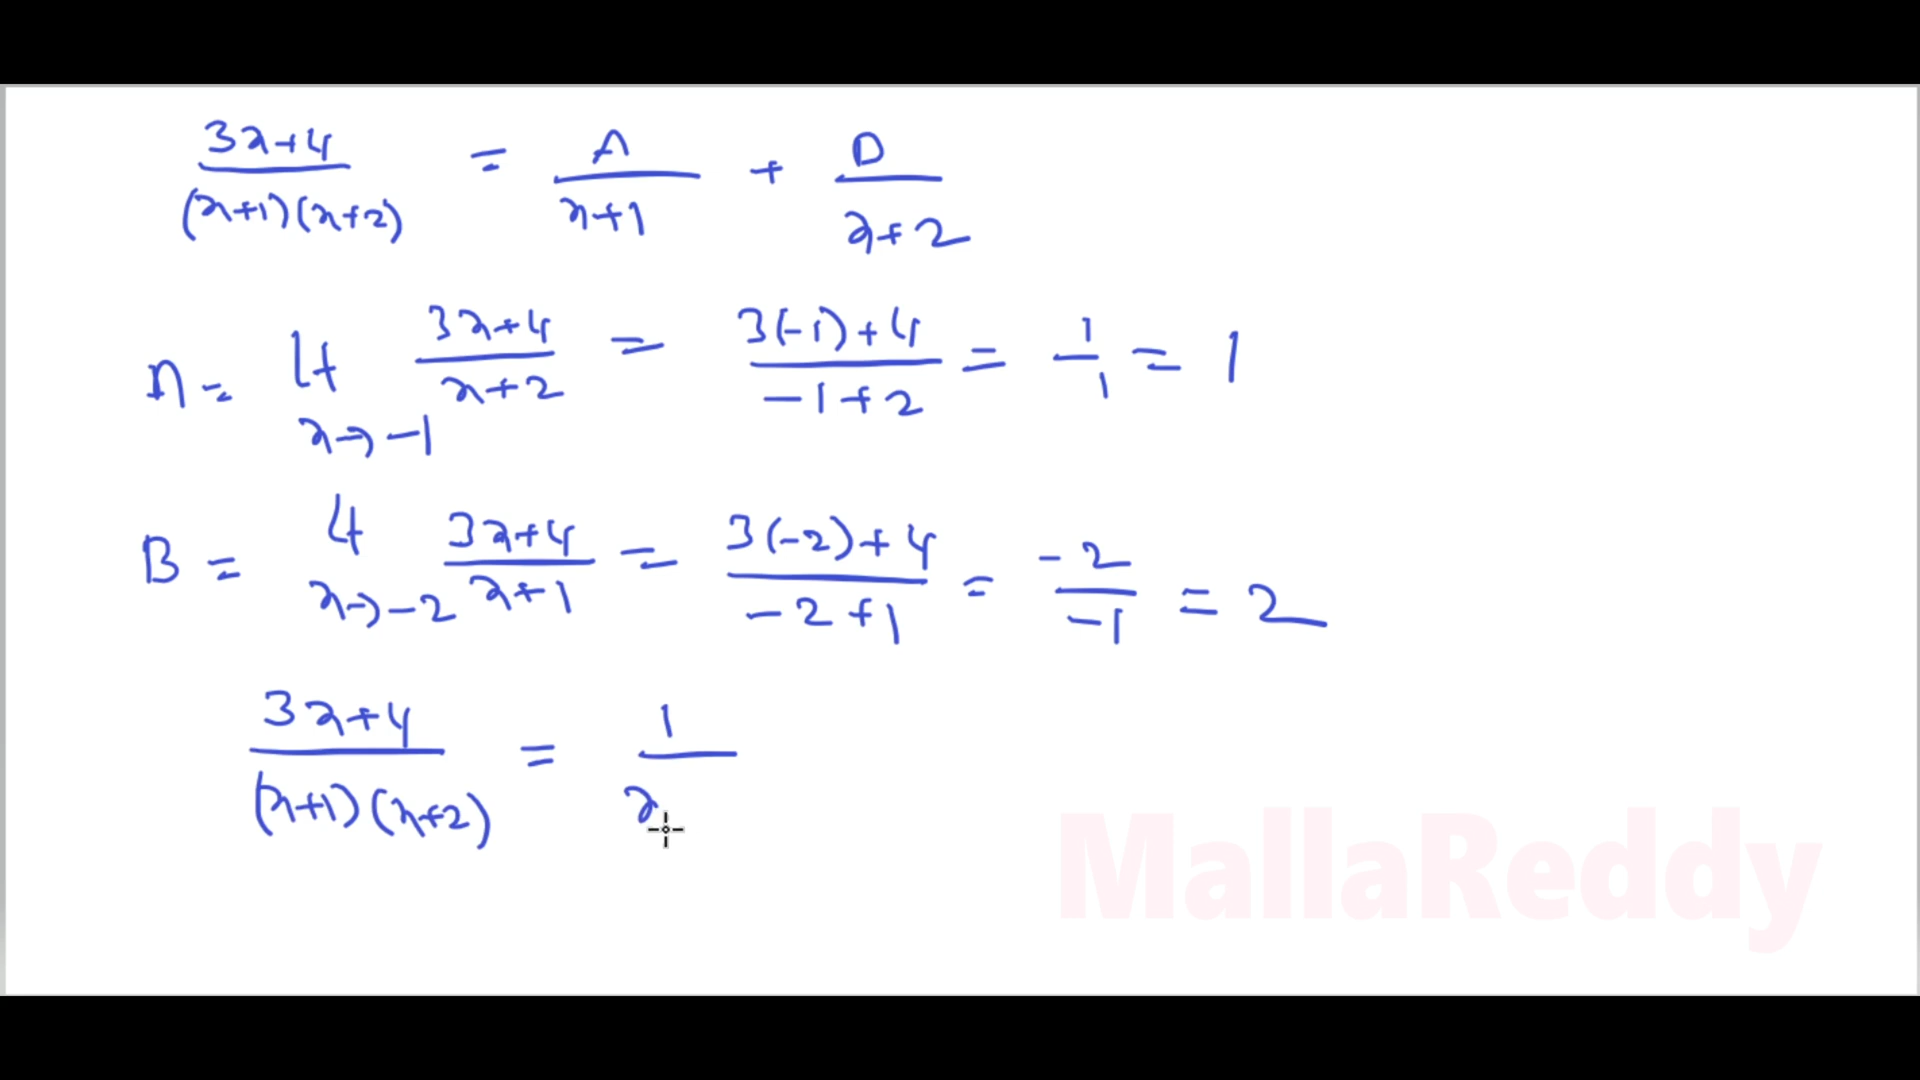 (3x+4)/((x+1)(x+2)) = A/(x+1) + B/(x+2)
A = Lt x→-1 (3x+4)/(x+2) = (3(-1)+4)/(-1+2) = 1/1 = 1
B = Lt x→-2 (3x+4)/(x+1) = (3(-2)+4)/(-2+1) = -2/-1 = 2
(3x+4)/((x+1)(x+2)) = 1/x
MallaReddy